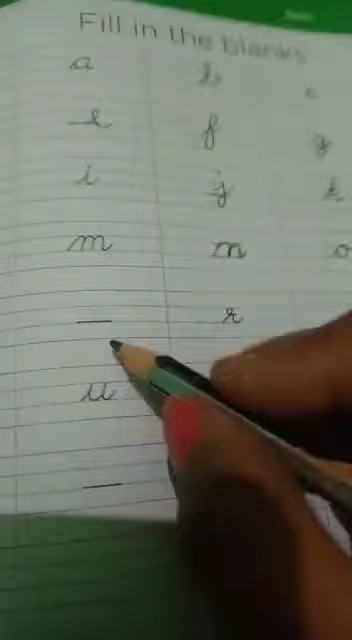 Fill in the blanks
a b c
e f g
i j k
m n o
— r
u
—